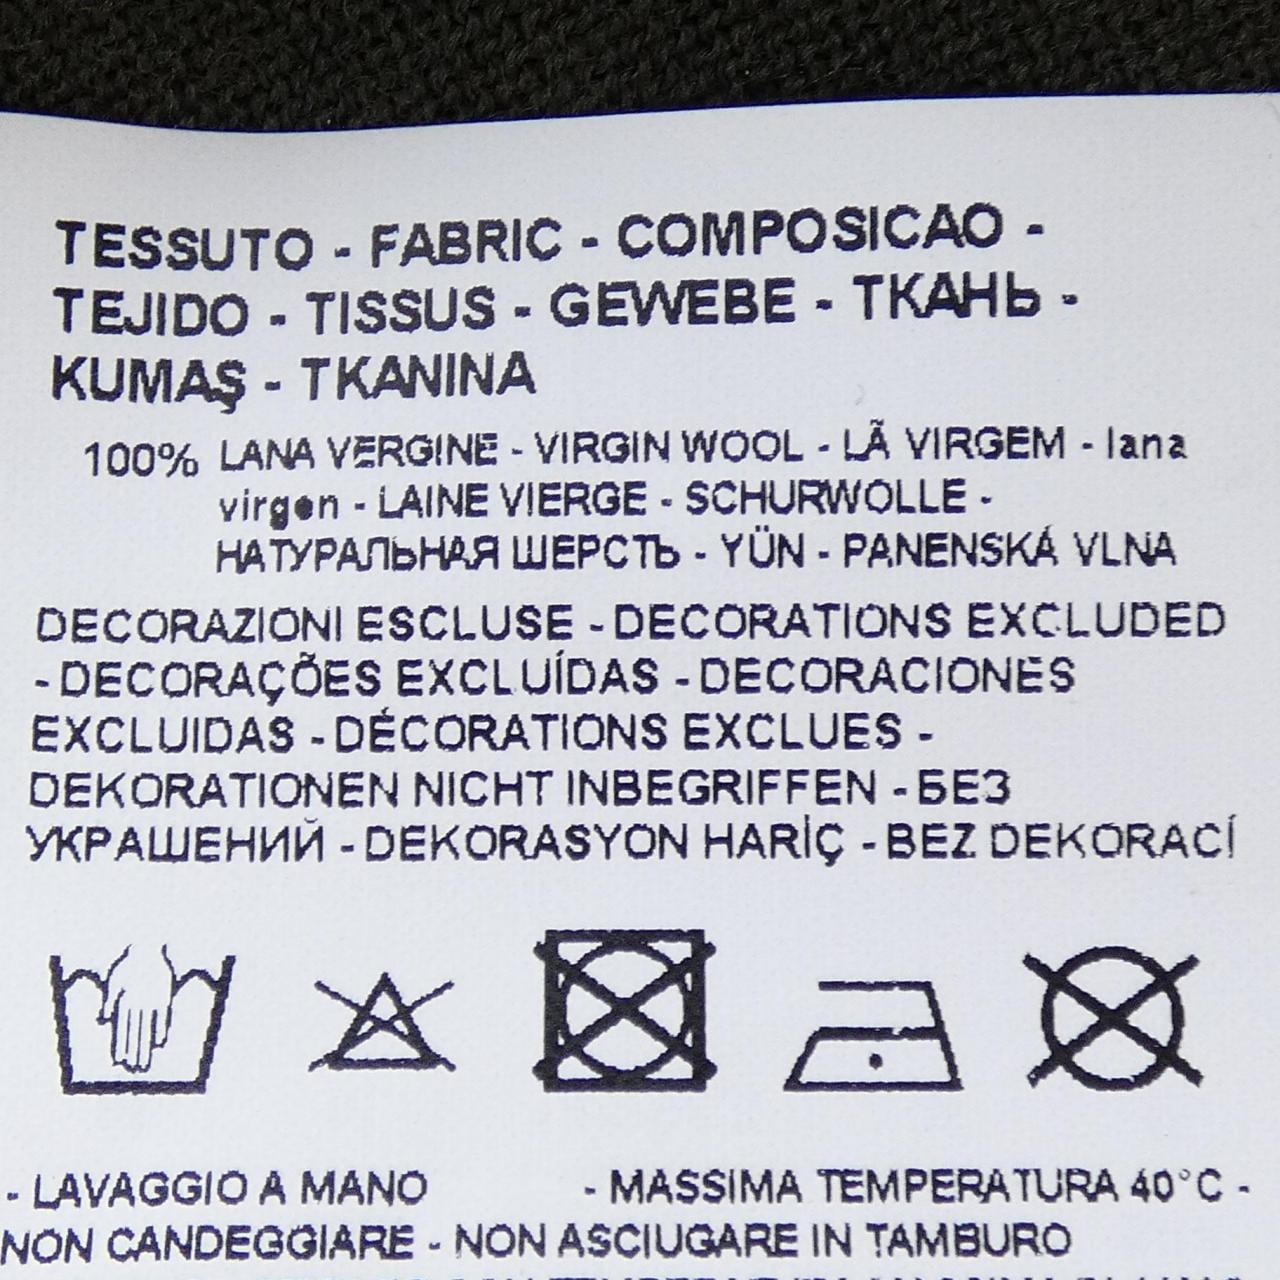 TESSUTO - FABRIC - COMPOSICAO -
TEJIDO - TISSUS - GEWEBE - ТКАНЬ -
KUMAŞ - TKANINA
100% LANA VERGINE - VIRGIN WOOL - LÃ VIRGEM - lana
virgen - LAINE VIERGE - SCHURWOLLE -
НАТУРАЛЬНАЯ ШЕРСТЬ - YÜN - PANENSKÁ VLNA
DECORAZIONI ESCLUSE - DECORATIONS EXCLUDED
- DECORAÇÕES EXCLUÍDAS - DECORACIONES
EXCLUIDAS - DÉCORATIONS EXCLUES -
DEKORATIONEN NICHT INBEGRIFFEN - БЕЗ
УКРАШЕНИЙ - DEKORASYON HARİÇ - BEZ DEKORACÍ
- LAVAGGIO A MANO - MASSIMA TEMPERATURA 40°C -
NON CANDEGGIARE - NON ASCIUGARE IN TAMBURO